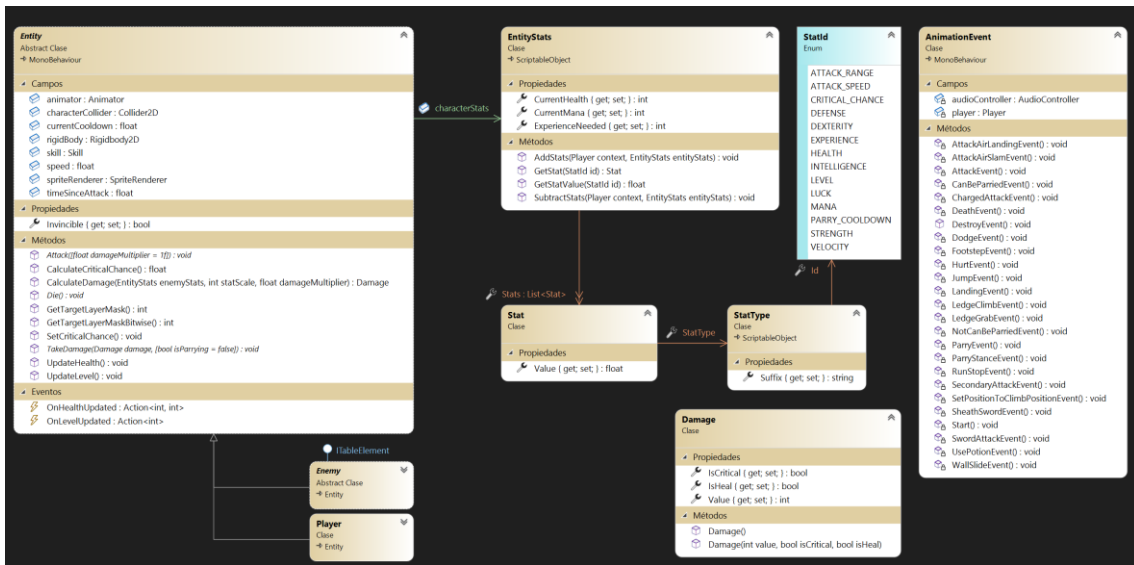 Entity
Abstract Clase
MonoBehaviour
Campos
animator : Animator
characterCollider : Collider2D
currentCooldown : float
rigidBody : Rigidbody2D
skill : Skill
speed : float
spriteRenderer : SpriteRenderer
timeSinceAttack : float
Propiedades
Invincible { get; set; } : bool
Métodos
Attack([float damageMultiplier = 1f]) : void
CalculateCriticalChance() : float
CalculateDamage(EntityStats enemyStats, int statScale, float damageMultiplier) : Damage
Die() : void
GetTargetLayerMask() : int
GetTargetLayerMaskBitwise() : int
SetCriticalChance() : void
TakeDamage(Damage damage, [bool isParrying = false]) : void
UpdateHealth() : void
UpdateLevel() : void
Eventos
OnHealthUpdated : Action<int, int>
OnLevelUpdated : Action<int>
ITableElement
Enemy
Abstract Clase
Entity
Player
Clase
Entity
characterStats
EntityStats
Clase
ScriptableObject
Propiedades
CurrentHealth { get; set; } : int
CurrentMana { get; set; } : int
ExperienceNeeded { get; set; } : int
Métodos
AddStats(Player context, EntityStats entityStats) : void
GetStat(StatId id) : Stat
GetStatValue(StatId id) : float
SubtractStats(Player context, EntityStats entityStats) : void
Stats : List<Stat>
Stat
Clase
Propiedades
Value { get; set; } : float
StatType
StatType
Clase
ScriptableObject
Propiedades
Suffix { get; set; } : string
Id
StatId
Enum
ATTACK_RANGE
ATTACK_SPEED
CRITICAL_CHANCE
DEFENSE
DEXTERITY
EXPERIENCE
HEALTH
INTELLIGENCE
LEVEL
LUCK
MANA
PARRY_COOLDOWN
STRENGTH
VELOCITY
Damage
Clase
Propiedades
IsCritical { get; set; } : bool
IsHeal { get; set; } : bool
Value { get; set; } : int
Métodos
Damage()
Damage(int value, bool isCritical, bool isHeal)
AnimationEvent
Clase
MonoBehaviour
Campos
audioController : AudioController
player : Player
Métodos
AttackAirLandingEvent() : void
AttackAirSlamEvent() : void
AttackEvent() : void
CanBeParriedEvent() : void
ChargedAttackEvent() : void
DeathEvent() : void
DestroyEvent() : void
DodgeEvent() : void
FootstepEvent() : void
HurtEvent() : void
JumpEvent() : void
LandingEvent() : void
LedgeClimbEvent() : void
LedgeGrabEvent() : void
NotCanBeParriedEvent() : void
ParryEvent() : void
ParryStanceEvent() : void
RunStopEvent() : void
SecondaryAttackEvent() : void
SetPositionToClimbPositionEvent() : void
SheathSwordEvent() : void
Start() : void
SwordAttackEvent() : void
UsePotionEvent() : void
WallSlideEvent() : void